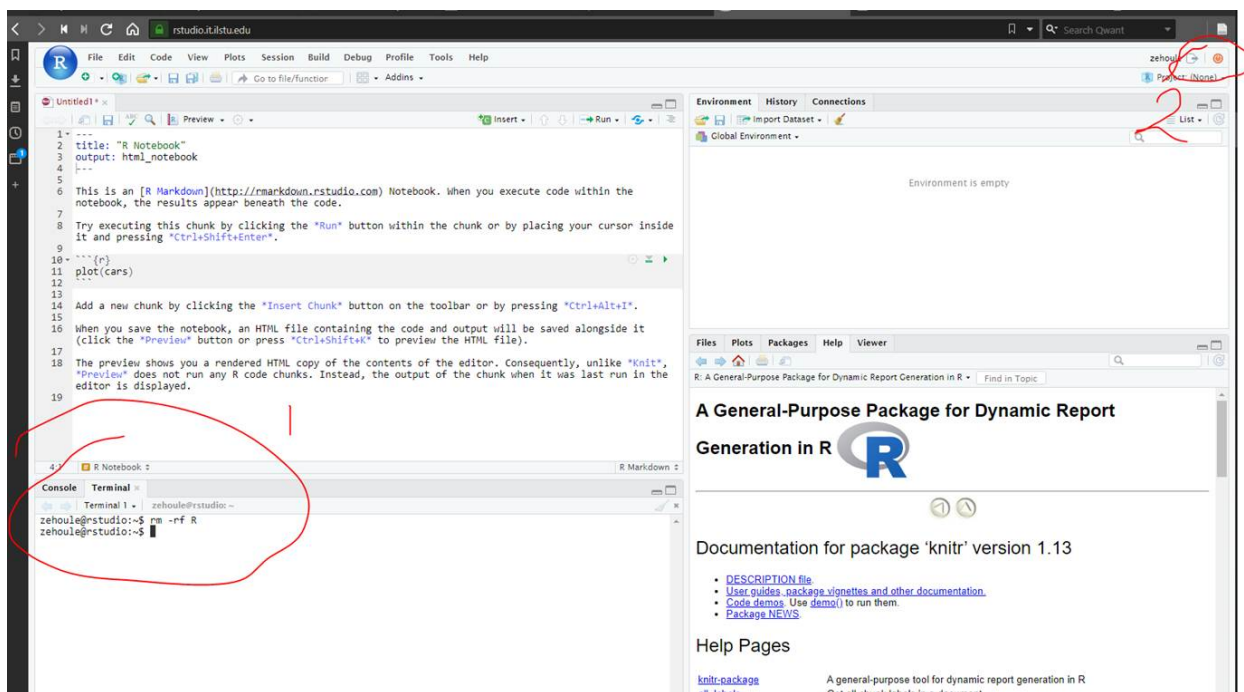 rstudio.it.ilstu.edu
Search Qwant
R
File Edit Code View Plots Session Build Debug Profile Tools Help
zehoule
Go to file/function
Addins
Project: (None)
Untitled1*
Preview
Insert
Run
1 ---
2 title: "R Notebook"
3 output: html_notebook
4 ---
5
6 This is an [R Markdown](http://rmarkdown.rstudio.com) Notebook. When you execute code within the
notebook, the results appear beneath the code.
7
8 Try executing this chunk by clicking the *Run* button within the chunk or by placing your cursor inside
it and pressing *Ctrl+Shift+Enter*.
9
10 ```{r}
11 plot(cars)
12 ```
13
14 Add a new chunk by clicking the *Insert Chunk* button on the toolbar or by pressing *Ctrl+Alt+I*.
15
16 When you save the notebook, an HTML file containing the code and output will be saved alongside it
(click the *Preview* button or press *Ctrl+Shift+K* to preview the HTML file).
17
18 The preview shows you a rendered HTML copy of the contents of the editor. Consequently, unlike *Knit*,
*Preview* does not run any R code chunks. Instead, the output of the chunk when it was last run in the
editor is displayed.
19
1
R Notebook
R Markdown
Console Terminal
Terminal 1 zehoule@rstudio: ~
zehoule@rstudio:~$ rm -rf R
zehoule@rstudio:~$
2
Environment History Connections
Import Dataset
List
Global Environment
Environment is empty
Files Plots Packages Help Viewer
R: A General-Purpose Package for Dynamic Report Generation in R
Find in Topic
A General-Purpose Package for Dynamic Report
Generation in R
R
Documentation for package ‘knitr’ version 1.13
DESCRIPTION file.
User guides, package vignettes and other documentation.
Code demos. Use demo() to run them.
Package NEWS.
Help Pages
knitr-package A general-purpose tool for dynamic report generation in R